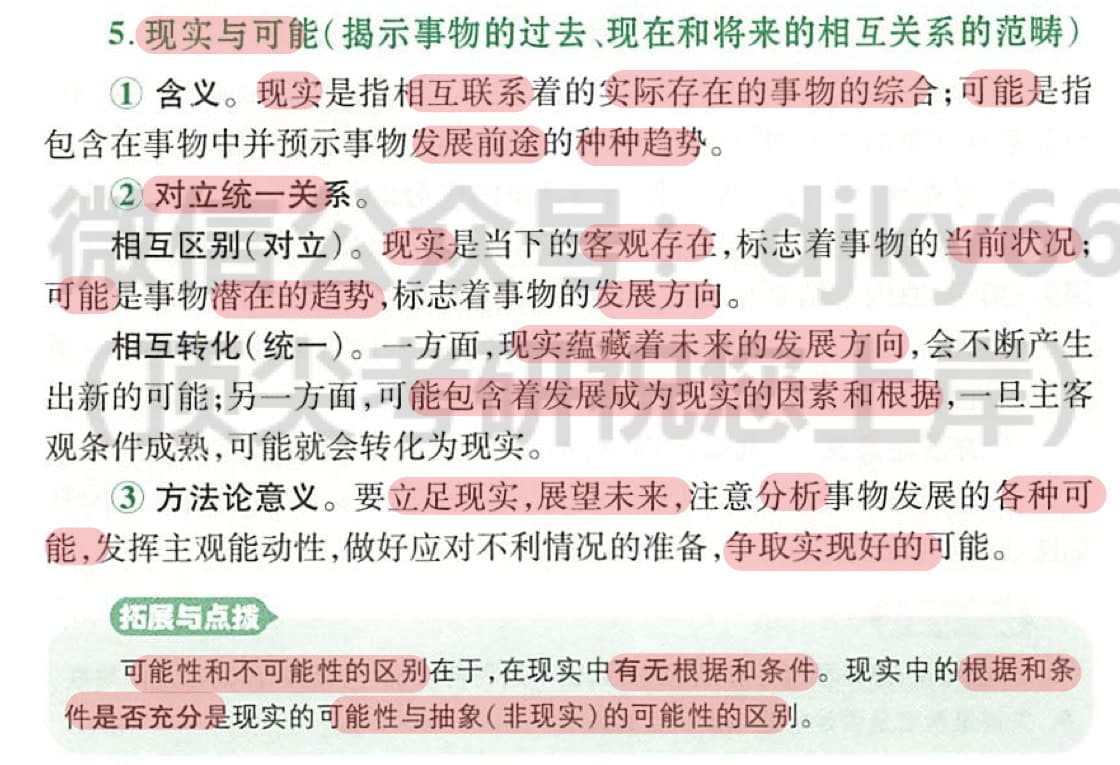 5.现实与可能(揭示事物的过去、现在和将来的相互关系的范畴)
① 含义。现实是指相互联系着的实际存在的事物的综合;可能是指
包含在事物中并预示事物发展前途的种种趋势。
② 对立统一关系。
微信公众号：djky66
相互区别(对立)。现实是当下的客观存在,标志着事物的当前状况;
可能是事物潜在的趋势,标志着事物的发展方向。
相互转化(统一)。一方面,现实蕴藏着未来的发展方向,会不断产生
(顶尖考研祝您上岸)
出新的可能;另一方面,可能包含着发展成为现实的因素和根据,一旦主客
观条件成熟,可能就会转化为现实。
③ 方法论意义。要立足现实,展望未来,注意分析事物发展的各种可
能,发挥主观能动性,做好应对不利情况的准备,争取实现好的可能。
拓展与点拨
可能性和不可能性的区别在于,在现实中有无根据和条件。现实中的根据和条
件是否充分是现实的可能性与抽象(非现实)的可能性的区别。